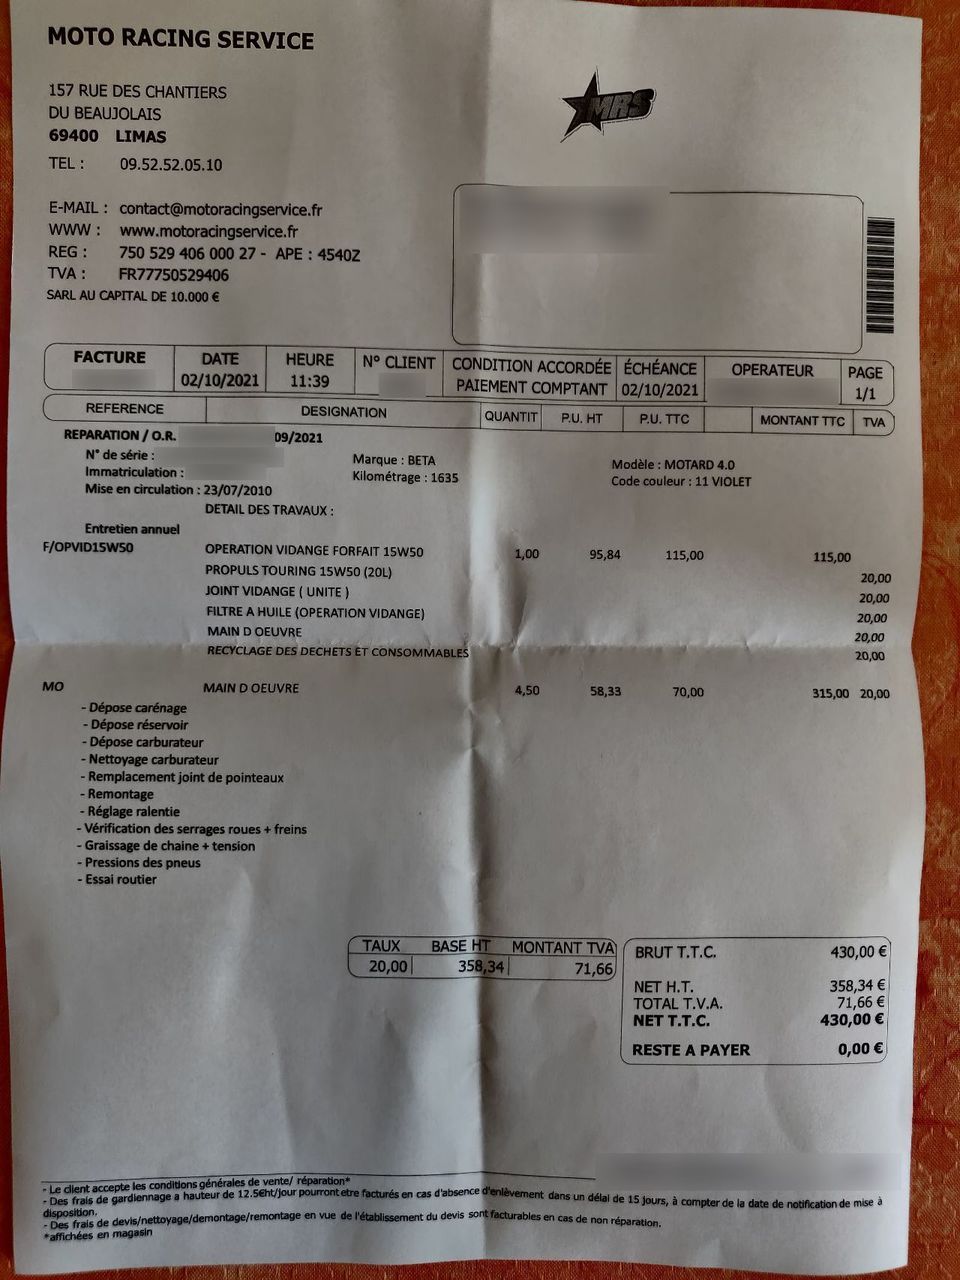 MOTO RACING SERVICE
157 RUE DES CHANTIERS
DU BEAUJOLAIS
69400 LIMAS
TEL : 09.52.52.05.10
MRS
E-MAIL : contact@motoracingservice.fr
WWW : www.motoracingservice.fr
REG : 750 529 406 000 27 - APE : 4540Z
TVA : FR77750529406
SARL AU CAPITAL DE 10.000 €
FACTURE DATE HEURE N° CLIENT CONDITION ACCORDÉE ÉCHÉANCE OPERATEUR PAGE
02/10/2021 11:39 PAIEMENT COMPTANT 02/10/2021 1/1
REFERENCE DESIGNATION QUANTIT P.U. HT P.U. TTC MONTANT TTC TVA
REPARATION / O.R. 09/2021
N° de série : Marque : BETA Modèle : MOTARD 4.0
Immatriculation : Kilométrage : 1635 Code couleur : 11 VIOLET
Mise en circulation : 23/07/2010
DETAIL DES TRAVAUX :
Entretien annuel
F/OPVID15W50 OPERATION VIDANGE FORFAIT 15W50 1,00 95,84 115,00 115,00
PROPULS TOURING 15W50 (20L) 20,00
JOINT VIDANGE ( UNITE ) 20,00
FILTRE A HUILE (OPERATION VIDANGE) 20,00
MAIN D OEUVRE 20,00
RECYCLAGE DES DECHETS ET CONSOMMABLES 20,00
MO MAIN D OEUVRE 4,50 58,33 70,00 315,00 20,00
- Dépose carénage
- Dépose réservoir
- Dépose carburateur
- Nettoyage carburateur
- Remplacement joint de pointeaux
- Remontage
- Réglage ralentie
- Vérification des serrages roues + freins
- Graissage de chaine + tension
- Pressions des pneus
- Essai routier
TAUX BASE HT MONTANT TVA
20,00 358,34 71,66
BRUT T.T.C. 430,00 €
NET H.T. 358,34 €
TOTAL T.V.A. 71,66 €
NET T.T.C. 430,00 €
RESTE A PAYER 0,00 €
- Le client accepte les conditions générales de vente/ réparation*
- Des frais de gardiennage a hauteur de 12.5€ht/jour pourront etre facturés en cas d'absence d'enlèvement dans un délai de 15 jours, à compter de la date de notification de mise à
disposition.
- Des frais de devis/nettoyage/demontage/remontage en vue de l'établissement du devis sont facturables en cas de non réparation.
*affichées en magasin